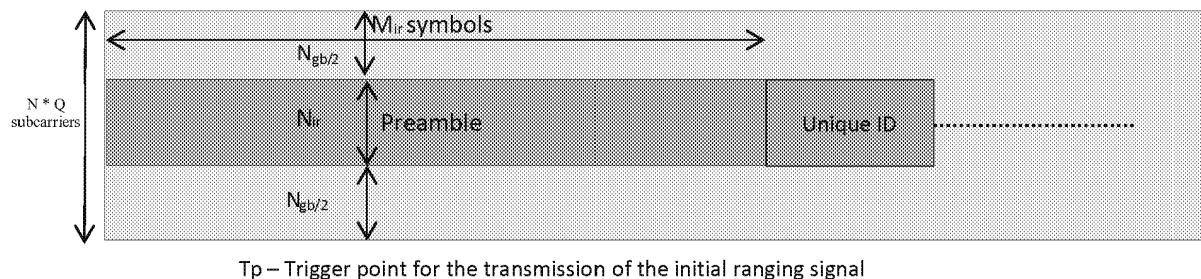 M_ir symbols
N_gb/2
N * Q
subcarriers
N_ir
Preamble
Unique ID
N_gb/2
Tp – Trigger point for the transmission of the initial ranging signal